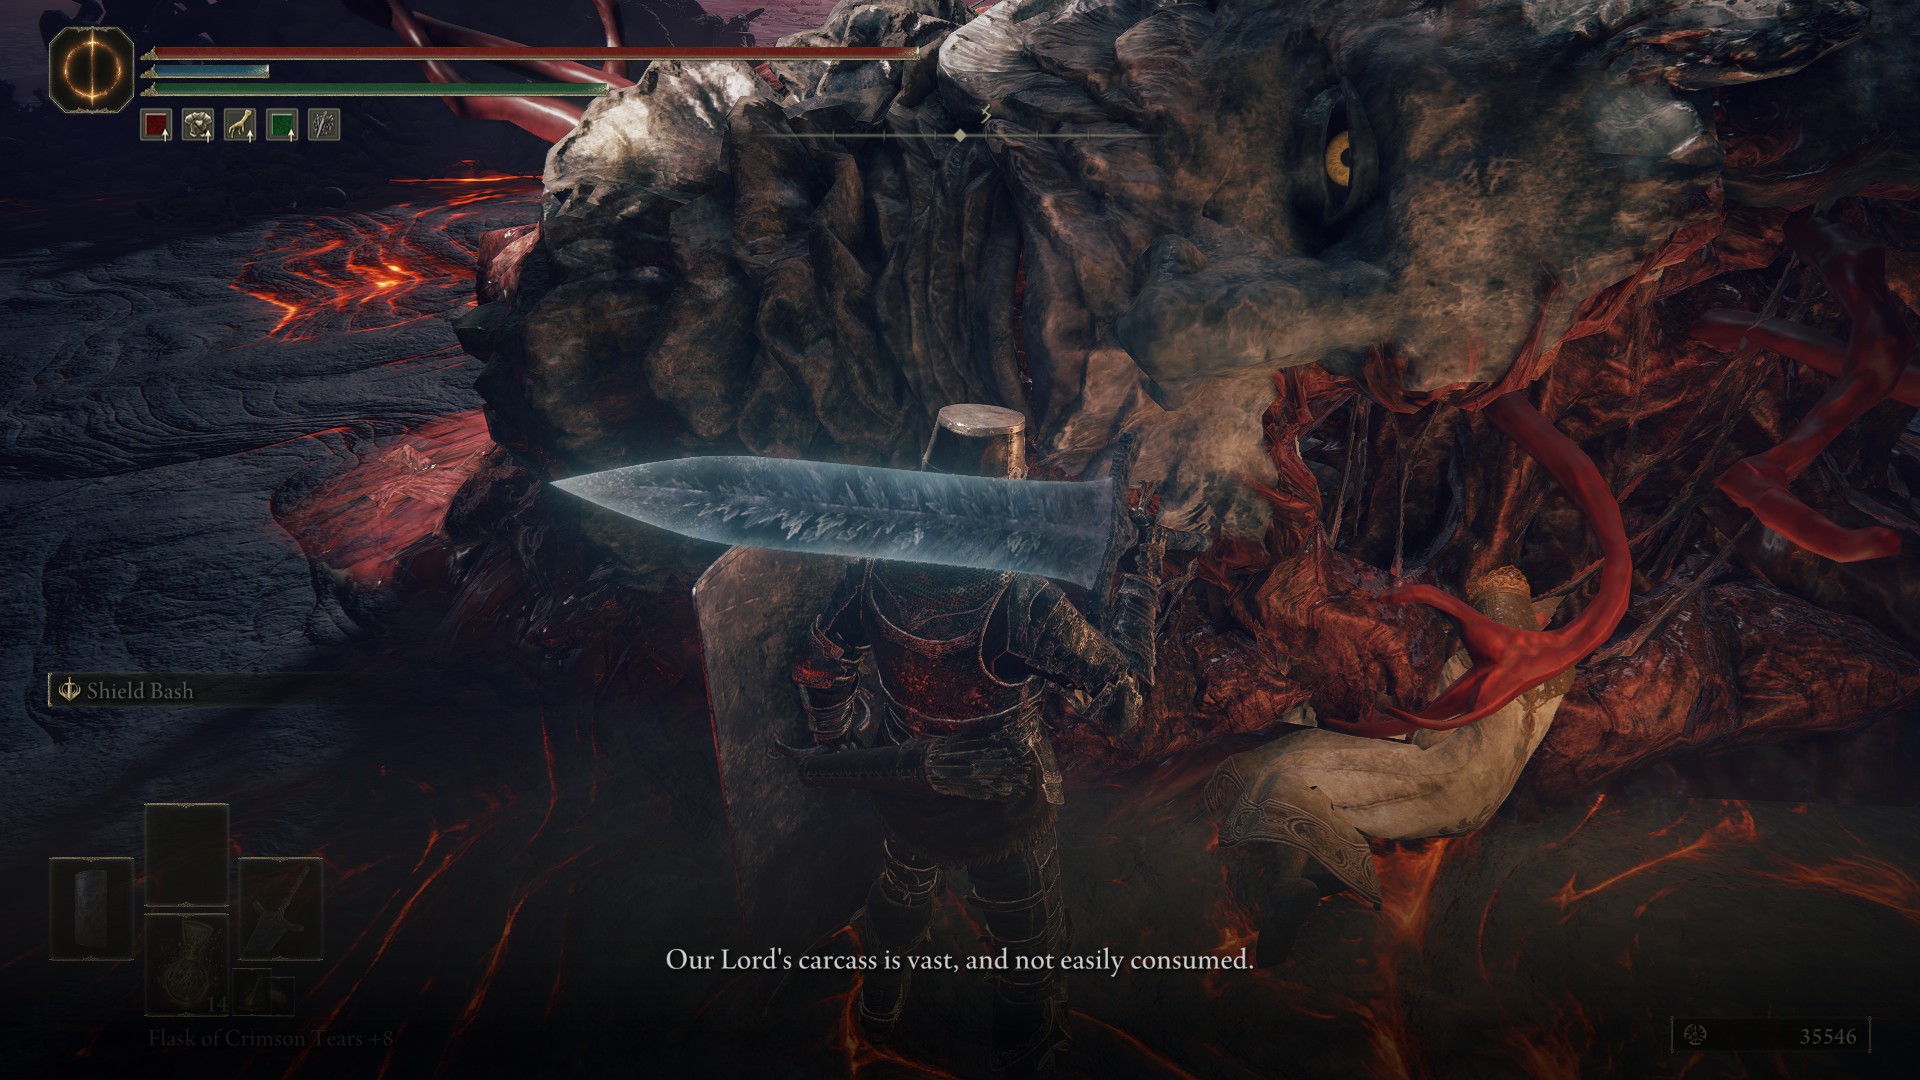 Shield Bash
Our Lord's carcass is vast, and not easily consumed.
14
Flask of Crimson Tears +8
35546